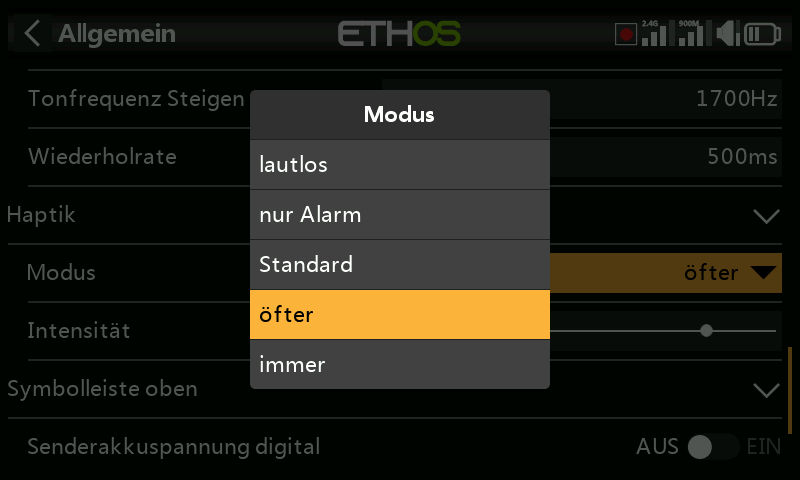 Allgemein
ETHOS
2.4G
900M
Tonfrequenz Steigen
1700Hz
Modus
Wiederholrate
500ms
lautlos
nur Alarm
Standard
öfter
immer
Haptik
Modus
öfter
Intensität
Symbolleiste oben
Senderakkuspannung digital
AUS
EIN